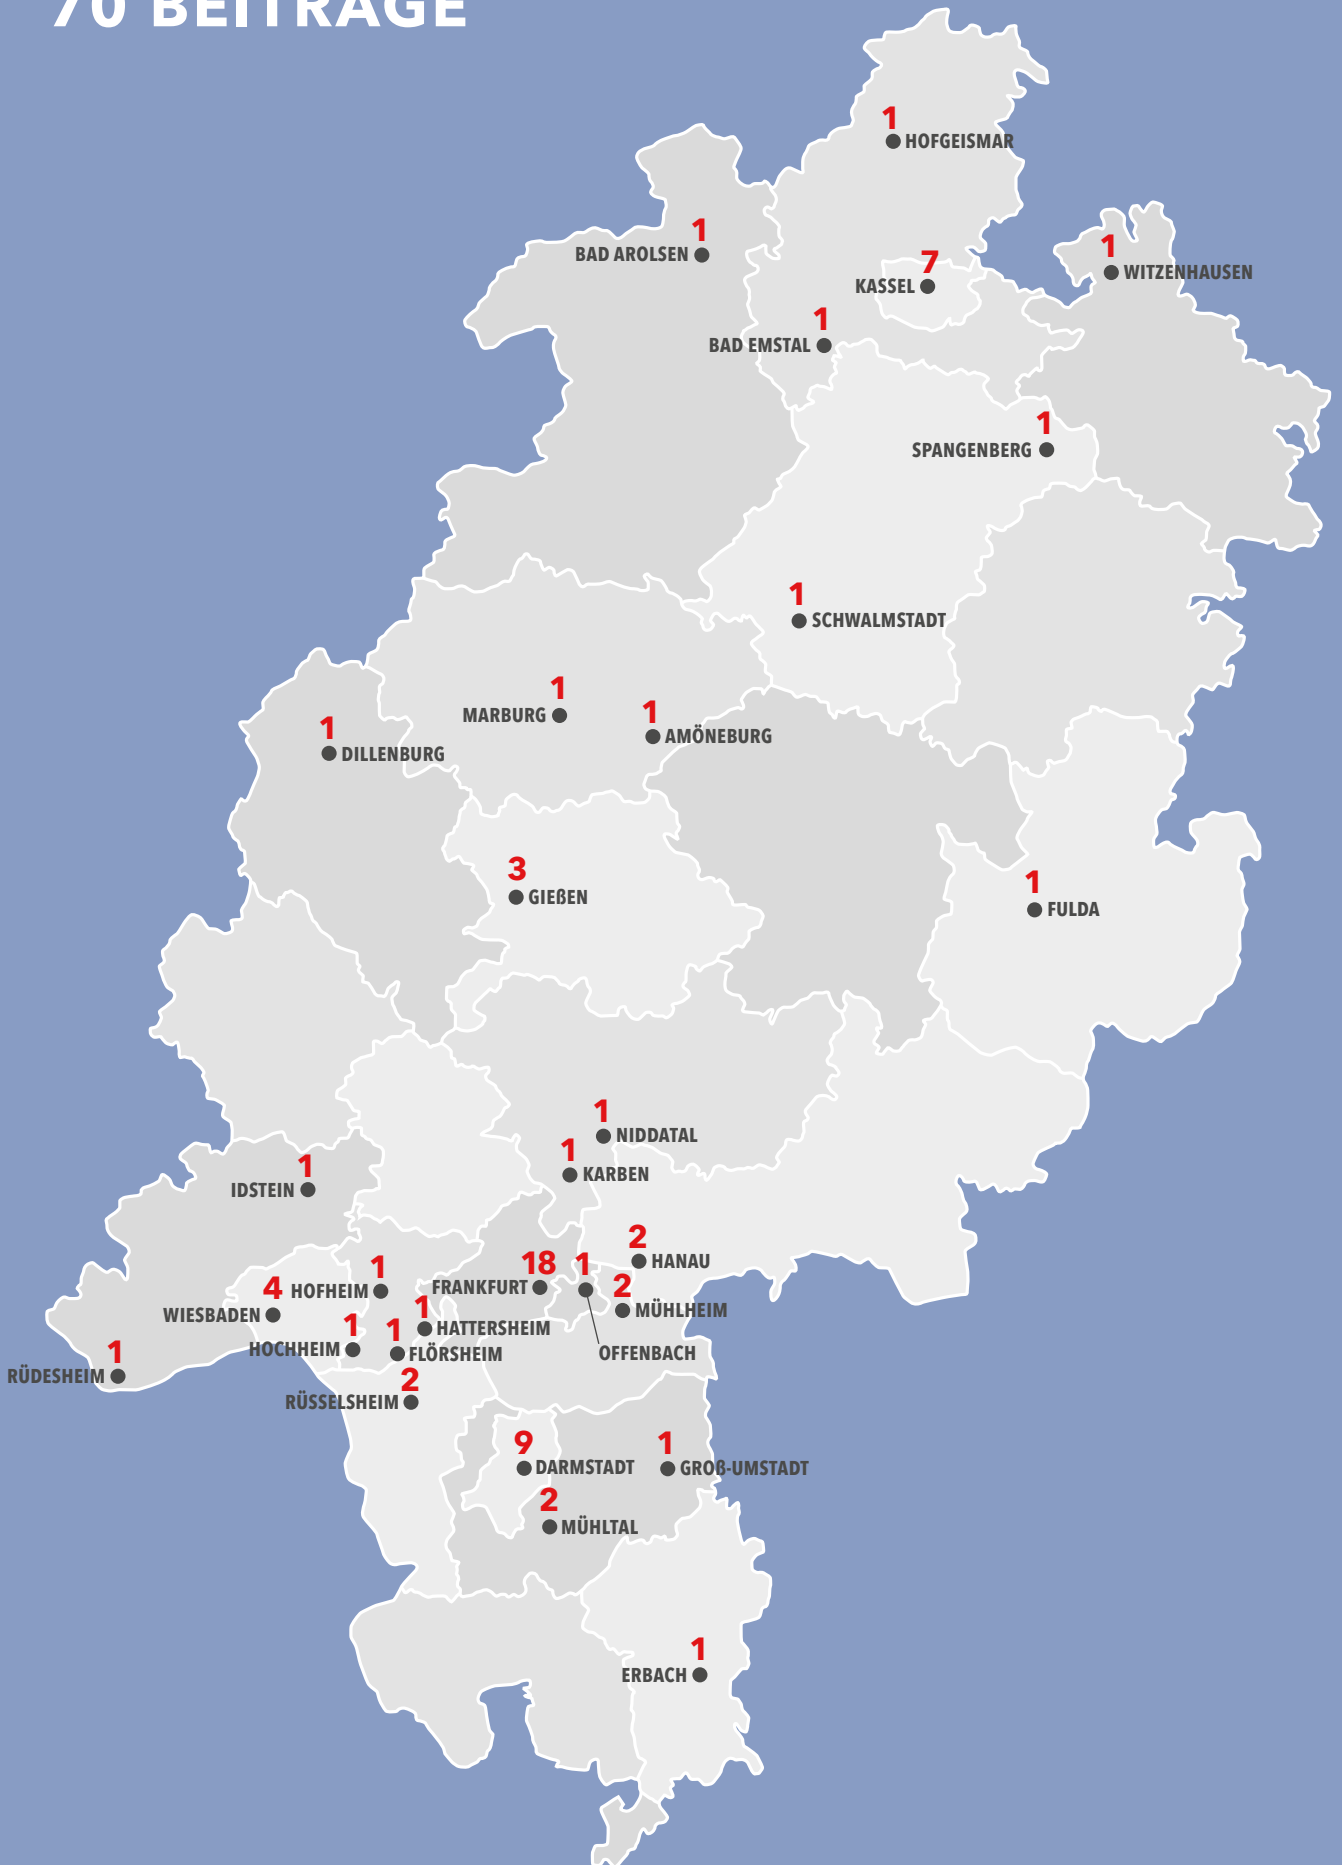 70 BEITRÄGE
1
HOFGEISMAR
1
BAD AROLSEN
1
WITZENHAUSEN
7
KASSEL
1
BAD EMSTAL
1
SPANGENBERG
1
SCHWALMSTADT
1
MARBURG
1
AMÖNEBURG
1
DILLENBURG
3
GIEßEN
1
FULDA
1
NIDDATAL
1
KARBEN
1
IDSTEIN
2
HANAU
18
FRANKFURT
1
OFFENBACH
2
MÜHLHEIM
1
HOFHEIM
4
WIESBADEN
1
HATTERSHEIM
1
HOCHHEIM
1
FLÖRSHEIM
1
RÜDESHEIM
2
RÜSSELSHEIM
9
DARMSTADT
1
GROß-UMSTADT
2
MÜHLTAL
1
ERBACH